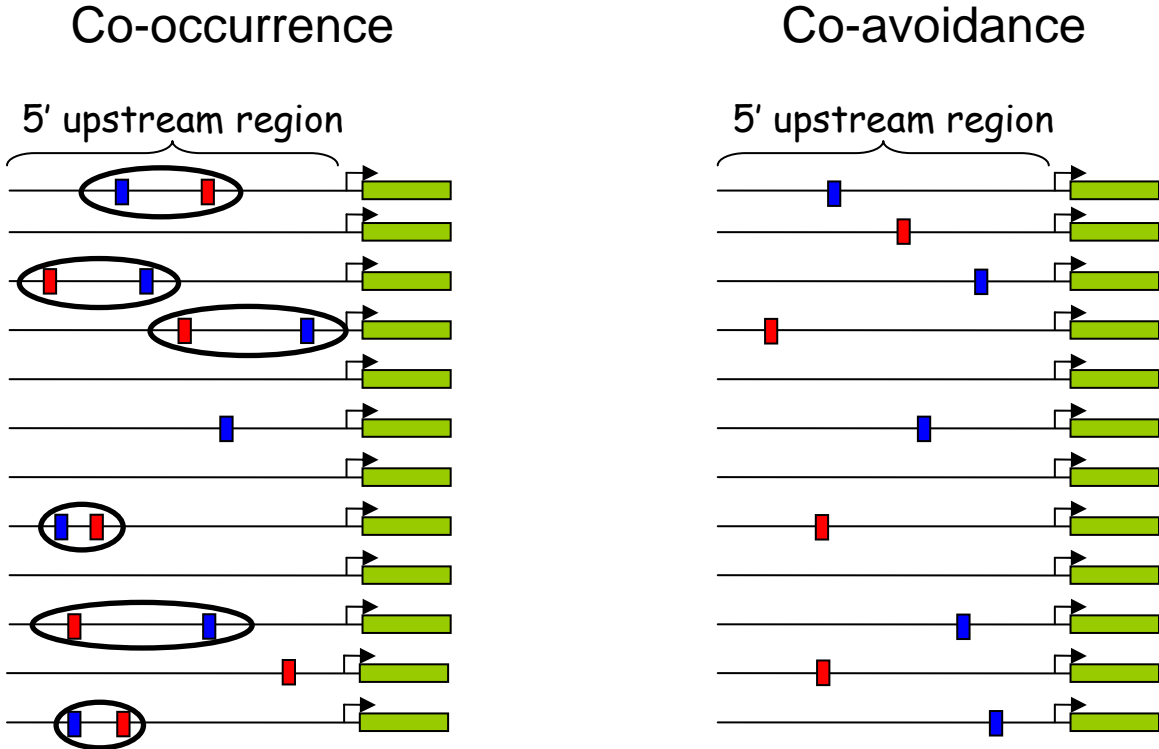 Co-occurrence
Co-avoidance
5’ upstream region
5’ upstream region